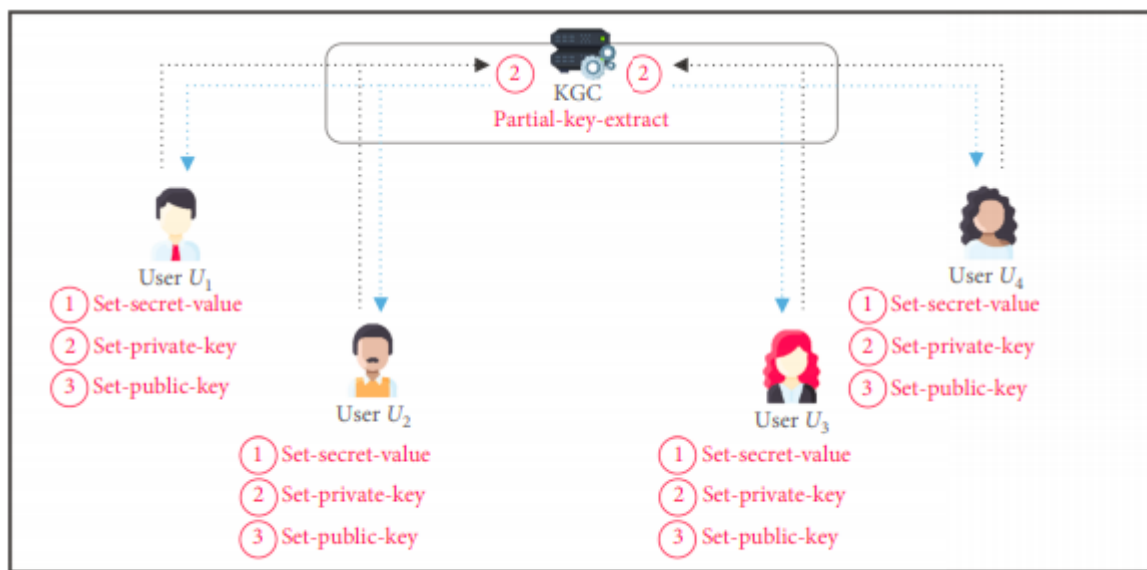 2 2
KGC
Partial-key-extract
User U1
1 Set-secret-value
2 Set-private-key
3 Set-public-key
User U2
1 Set-secret-value
2 Set-private-key
3 Set-public-key
User U3
1 Set-secret-value
2 Set-private-key
3 Set-public-key
User U4
1 Set-secret-value
2 Set-private-key
3 Set-public-key